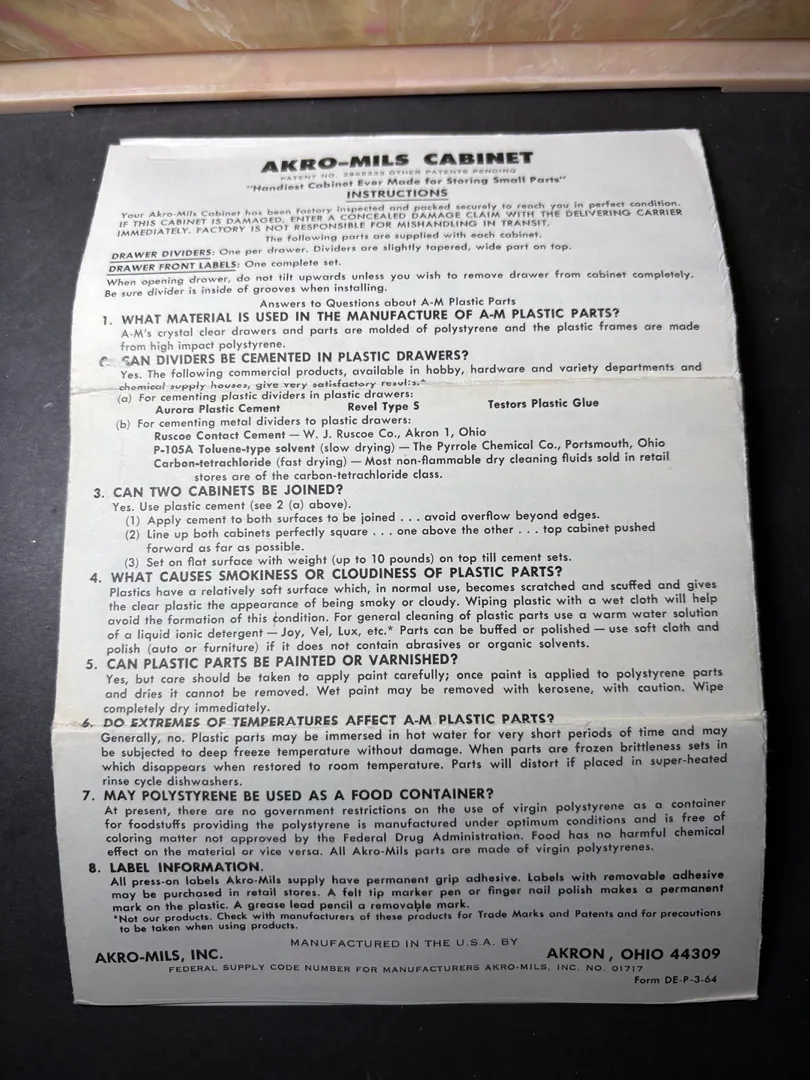 AKRO-MILS CABINET
PATENT NO. OTHER PATENTS PENDING
"Handiest Cabinet Ever Made for Storing Small Parts"
INSTRUCTIONS
Your Akro-Mils Cabinet has been factory inspected and packed securely to reach you in perfect condition.
IF THIS CABINET IS DAMAGED, ENTER A CONCEALED DAMAGE CLAIM WITH THE DELIVERING CARRIER
IMMEDIATELY. FACTORY IS NOT RESPONSIBLE FOR MISHANDLING IN TRANSIT.
The following parts are supplied with each cabinet.
DRAWER DIVIDERS: One per drawer. Dividers are slightly tapered, wide part on top.
DRAWER FRONT LABELS: One complete set.
When opening drawer, do not tilt upwards unless you wish to remove drawer from cabinet completely.
Be sure divider is inside of grooves when installing.
Answers to Questions about A-M Plastic Parts
1. WHAT MATERIAL IS USED IN THE MANUFACTURE OF A-M PLASTIC PARTS?
A-M's crystal clear drawers and parts are molded of polystyrene and the plastic frames are made
from high impact polystyrene.
CAN DIVIDERS BE CEMENTED IN PLASTIC DRAWERS?
Yes. The following commercial products, available in hobby, hardware and variety departments and
chemical supply houses, give very satisfactory results.*
(a) For cementing plastic dividers in plastic drawers:
Aurora Plastic Cement Revel Type S Testors Plastic Glue
(b) For cementing metal dividers to plastic drawers:
Ruscoe Contact Cement — W. J. Ruscoe Co., Akron 1, Ohio
P-105A Toluene-type solvent (slow drying) — The Pyrrole Chemical Co., Portsmouth, Ohio
Carbon-tetrachloride (fast drying) — Most non-flammable dry cleaning fluids sold in retail
stores are of the carbon-tetrachloride class.
3. CAN TWO CABINETS BE JOINED?
Yes. Use plastic cement (see 2 (a) above).
(1) Apply cement to both surfaces to be joined . . . avoid overflow beyond edges.
(2) Line up both cabinets perfectly square . . . one above the other . . . top cabinet pushed
forward as far as possible.
(3) Set on flat surface with weight (up to 10 pounds) on top till cement sets.
4. WHAT CAUSES SMOKINESS OR CLOUDINESS OF PLASTIC PARTS?
Plastics have a relatively soft surface which, in normal use, becomes scratched and scuffed and gives
the clear plastic the appearance of being smoky or cloudy. Wiping plastic with a wet cloth will help
avoid the formation of this condition. For general cleaning of plastic parts use a warm water solution
of a liquid ionic detergent — Joy, Vel, Lux, etc.* Parts can be buffed or polished — use soft cloth and
polish (auto or furniture) if it does not contain abrasives or organic solvents.
5. CAN PLASTIC PARTS BE PAINTED OR VARNISHED?
Yes, but care should be taken to apply paint carefully; once paint is applied to polystyrene parts
and dries it cannot be removed. Wet paint may be removed with kerosene, with caution. Wipe
completely dry immediately.
6. DO EXTREMES OF TEMPERATURES AFFECT A-M PLASTIC PARTS?
Generally, no. Plastic parts may be immersed in hot water for very short periods of time and may
be subjected to deep freeze temperature without damage. When parts are frozen brittleness sets in
which disappears when restored to room temperature. Parts will distort if placed in super-heated
rinse cycle dishwashers.
7. MAY POLYSTYRENE BE USED AS A FOOD CONTAINER?
At present, there are no government restrictions on the use of virgin polystyrene as a container
for foodstuffs providing the polystyrene is manufactured under optimum conditions and is free of
coloring matter not approved by the Federal Drug Administration. Food has no harmful chemical
effect on the material or vice versa. All Akro-Mils parts are made of virgin polystyrenes.
8. LABEL INFORMATION.
All press-on labels Akro-Mils supply have permanent grip adhesive. Labels with removable adhesive
may be purchased in retail stores. A felt tip marker pen or finger nail polish makes a permanent
mark on the plastic. A grease lead pencil a removable mark.
*Not our products. Check with manufacturers of these products for Trade Marks and Patents and for precautions
to be taken when using products.
MANUFACTURED IN THE U.S.A. BY
AKRO-MILS, INC. AKRON, OHIO 44309
FEDERAL SUPPLY CODE NUMBER FOR MANUFACTURERS AKRO-MILS, INC. NO. 01717
Form DE-P-3-64